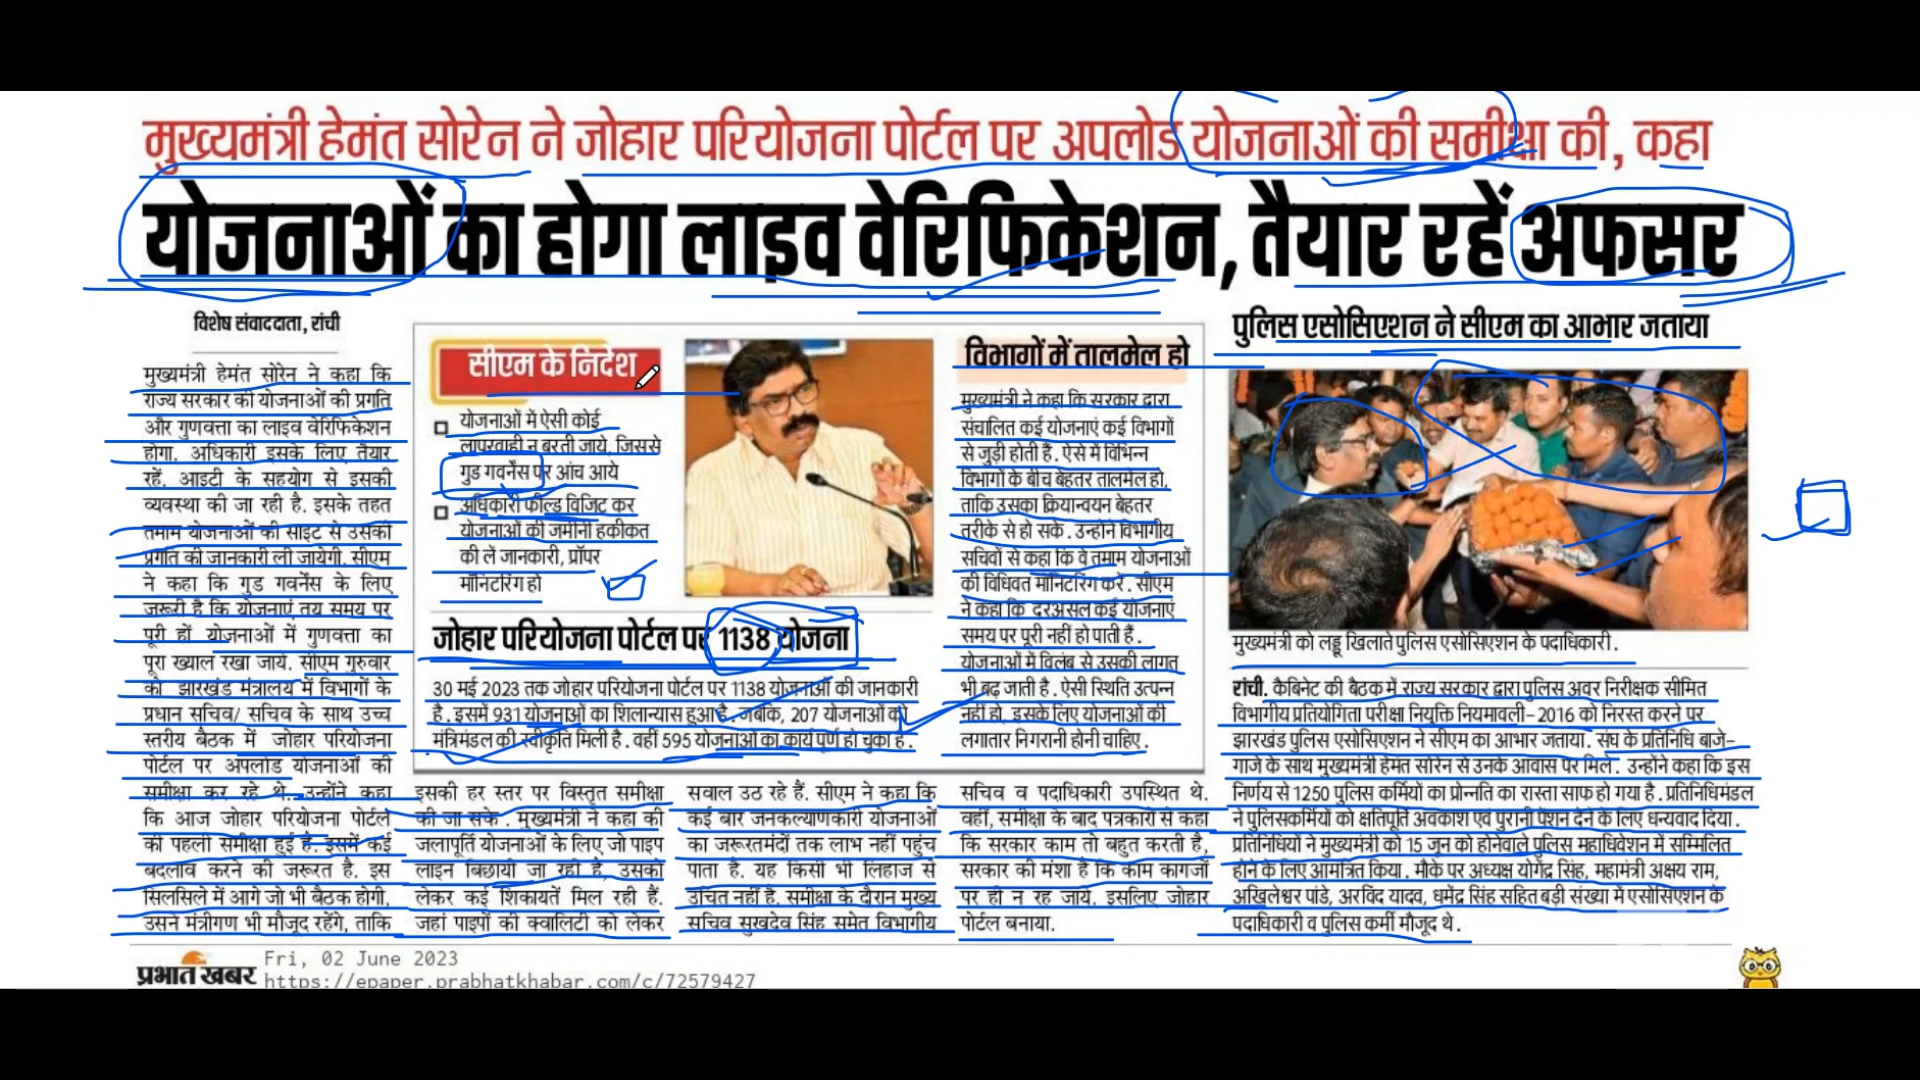 मुख्यमंत्री हेमंत सोरेन ने जोहार परियोजना पोर्टल पर अपलोड योजनाओं की समीक्षा की, कहा
योजनाओं का होगा लाइव वेरिफिकेशन, तैयार रहें अफसर
विशेष संवाददाता, रांची
मुख्यमंत्री हेमंत सोरेन ने कहा कि
राज्य सरकार की योजनाओं की प्रगति
और गुणवत्ता का लाइव वेरिफिकेशन
होगा. अधिकारी इसके लिए तैयार
रहें. आइटी के सहयोग से इसकी
व्यवस्था की जा रही है. इसके तहत
तमाम योजनाओं की साइट से उसकी
प्रगति की जानकारी ली जायेगी. सीएम
ने कहा कि गुड गवर्नेंस के लिए
जरूरी है कि योजनाएं तय समय पर
पूरी हों. योजनाओं में गुणवत्ता का
पूरा ख्याल रखा जाये. सीएम गुरुवार
को झारखंड मंत्रालय में विभागों के
प्रधान सचिव/ सचिव के साथ उच्च
स्तरीय बैठक में जोहार परियोजना
पोर्टल पर अपलोड योजनाओं की
समीक्षा कर रहे थे. उन्होंने कहा
कि आज जोहार परियोजना पोर्टल
की पहली समीक्षा हुई है. इसमें कई
बदलाव करने की जरूरत है. इस
सिलसिले में आगे जो भी बैठक होगी,
उसने मंत्रीगण भी मौजूद रहेंगे, ताकि
सीएम के निदेश
योजनाओं में ऐसी कोई
लापरवाही न बरती जाये, जिससे
गुड गवर्नेंस पर आंच आये
अधिकारी फील्ड विजिट कर
योजनाओं की जमीनी हकीकत
की लें जानकारी, प्रॉपर
मॉनिटरिंग हो
जोहार परियोजना पोर्टल पर 1138 योजना
30 मई 2023 तक जोहार परियोजना पोर्टल पर 1138 योजनाओं की जानकारी
है. इसमें 931 योजनाओं का शिलान्यास हुआ है. जबकि, 207 योजनाओं को
मंत्रिमंडल की स्वीकृति मिली है. वहीं 595 योजनाओं का कार्य पूर्ण हो चुका है.
विभागों में तालमेल हो
मुख्यमंत्री ने कहा कि सरकार द्वारा
संचालित कई योजनाएं कई विभागों
से जुड़ी होती हैं. ऐसे में विभिन्न
विभागों के बीच बेहतर तालमेल हो,
ताकि उसका क्रियान्वयन बेहतर
तरीके से हो सके. उन्होंने विभागीय
सचिवों से कहा कि वे तमाम योजनाओं
की विधिवत मॉनिटरिंग करें. सीएम
ने कहा कि दरअसल कई योजनाएं
समय पर पूरी नहीं हो पाती हैं.
योजनाओं में विलंब से उसकी लागत
भी बढ़ जाती है. ऐसी स्थिति उत्पन्न
नहीं हो, इसके लिए योजनाओं की
लगातार निगरानी होनी चाहिए.
इसकी हर स्तर पर विस्तृत समीक्षा
की जा सके. मुख्यमंत्री ने कहा की
जलापूर्ति योजनाओं के लिए जो पाइप
लाइन बिछायी जा रही है, उसको
लेकर कई शिकायतें मिल रही हैं.
जहां पाइपों की क्वालिटी को लेकर
सवाल उठ रहे हैं. सीएम ने कहा कि
कई बार जनकल्याणकारी योजनाओं
का जरूरतमंदों तक लाभ नहीं पहुंच
पाता है. यह किसी भी लिहाज से
उचित नहीं है. समीक्षा के दौरान मुख्य
सचिव सुखदेव सिंह समेत विभागीय
सचिव व पदाधिकारी उपस्थित थे.
वहीं, समीक्षा के बाद पत्रकारों से कहा
कि सरकार काम तो बहुत करती है,
सरकार की मंशा है कि काम कागजों
पर ही न रह जाये. इसलिए जोहार
पोर्टल बनाया.
पुलिस एसोसिएशन ने सीएम का आभार जताया
मुख्यमंत्री को लड्डू खिलाते पुलिस एसोसिएशन के पदाधिकारी.
रांची. कैबिनेट की बैठक में राज्य सरकार द्वारा पुलिस अवर निरीक्षक सीमित
विभागीय प्रतियोगिता परीक्षा नियुक्ति नियमावली-2016 को निरस्त करने पर
झारखंड पुलिस एसोसिएशन ने सीएम का आभार जताया. संघ के प्रतिनिधि बाजे-
गाजे के साथ मुख्यमंत्री हेमंत सोरेन से उनके आवास पर मिले. उन्होंने कहा कि इस
निर्णय से 1250 पुलिस कर्मियों का प्रोन्नति का रास्ता साफ हो गया है. प्रतिनिधिमंडल
ने पुलिसकर्मियों को क्षतिपूर्ति अवकाश एवं पुरानी पेंशन देने के लिए धन्यवाद दिया.
प्रतिनिधियों ने मुख्यमंत्री को 15 जून को होनेवाले पुलिस महाधिवेशन में सम्मिलित
होने के लिए आमंत्रित किया. मौके पर अध्यक्ष योगेंद्र सिंह, महामंत्री अक्षय राम,
अखिलेश्वर पांडे, अरविंद यादव, धर्मेंद्र सिंह सहित बड़ी संख्या में एसोसिएशन के
पदाधिकारी व पुलिस कर्मी मौजूद थे.
प्रभात खबर
Fri, 02 June 2023
https://epaper.prabhatkhabar.com/c/72579427